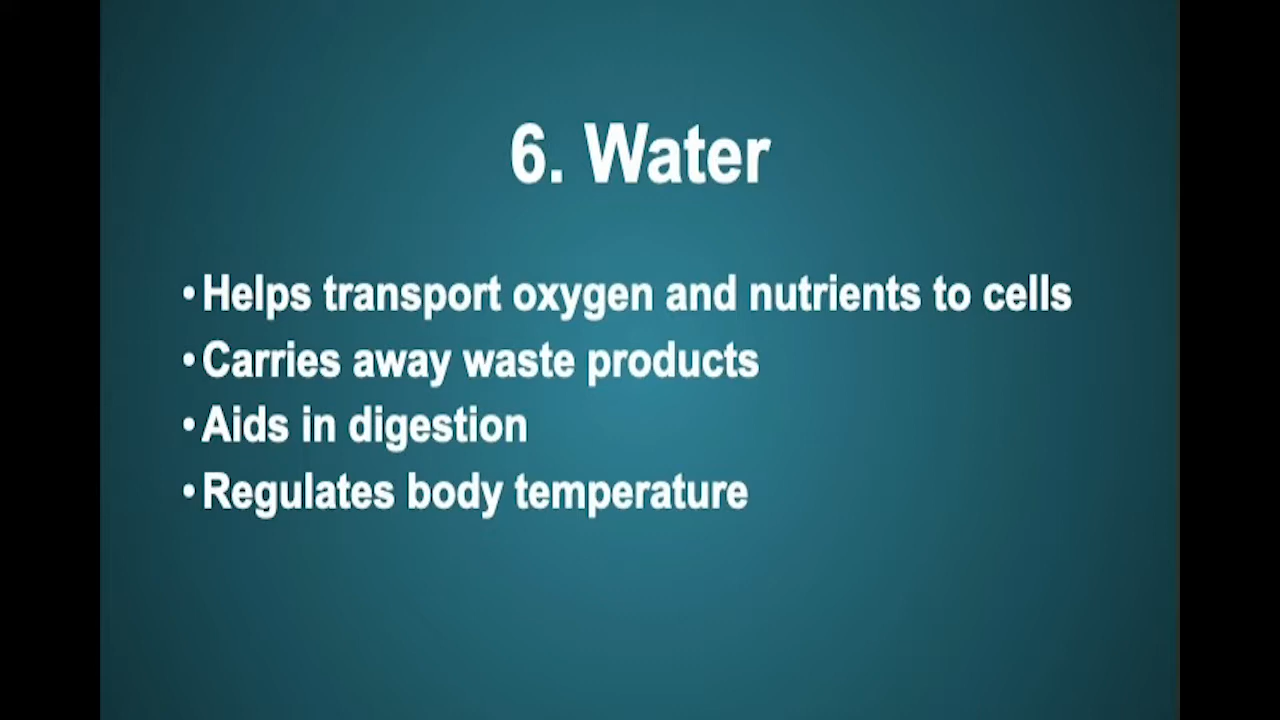 6. Water
•Helps transport oxygen and nutrients to cells
•Carries away waste products
•Aids in digestion
•Regulates body temperature